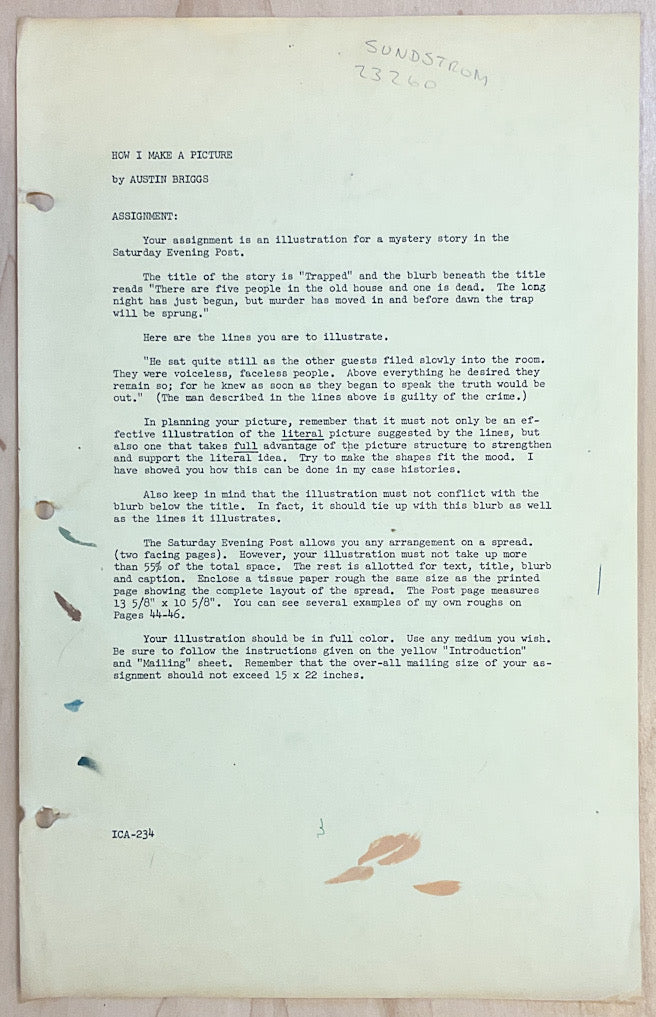 SUNDSTROM
23260
HOW I MAKE A PICTURE
by AUSTIN BRIGGS
ASSIGNMENT:
Your assignment is an illustration for a mystery story in the
Saturday Evening Post.
The title of the story is "Trapped" and the blurb beneath the title
reads "There are five people in the old house and one is dead. The long
night has just begun, but murder has moved in and before dawn the trap
will be sprung."
Here are the lines you are to illustrate.
"He sat quite still as the other guests filed slowly into the room.
They were voiceless, faceless people. Above everything he desired they
remain so; for he knew as soon as they began to speak the truth would be
out." (The man described in the lines above is guilty of the crime.)
In planning your picture, remember that it must not only be an ef-
fective illustration of the literal picture suggested by the lines, but
also one that takes full advantage of the picture structure to strengthen
and support the literal idea. Try to make the shapes fit the mood. I
have showed you how this can be done in my case histories.
Also keep in mind that the illustration must not conflict with the
blurb below the title. In fact, it should tie up with this blurb as well
as the lines it illustrates.
The Saturday Evening Post allows you any arrangement on a spread.
(two facing pages). However, your illustration must not take up more
than 55% of the total space. The rest is allotted for text, title, blurb
and caption. Enclose a tissue paper rough the same size as the printed
page showing the complete layout of the spread. The Post page measures
13 5/8" x 10 5/8". You can see several examples of my own roughs on
Pages 44-46.
Your illustration should be in full color. Use any medium you wish.
Be sure to follow the instructions given on the yellow "Introduction"
and "Mailing" sheet. Remember that the over-all mailing size of your as-
signment should not exceed 15 x 22 inches.
ICA-234